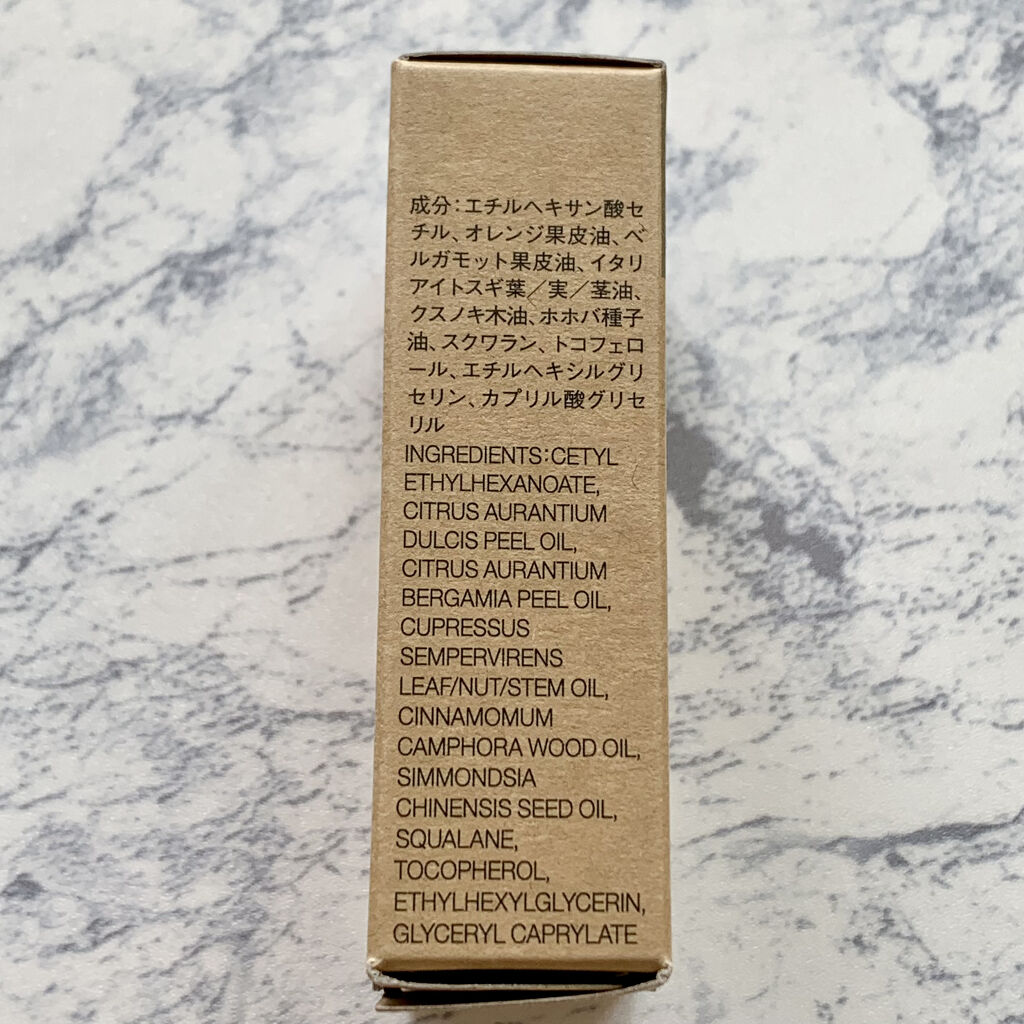 成分：エチルヘキサン酸セ
チル、オレンジ果皮油、ベ
ルガモット果皮油、イタリ
アイトスギ葉／実／茎油、
クスノキ木油、ホホバ種子
油、スクワラン、トコフェロ
ール、エチルヘキシルグリ
セリン、カプリル酸グリセ
リル
INGREDIENTS：CETYL
ETHYLHEXANOATE,
CITRUS AURANTIUM
DULCIS PEEL OIL,
CITRUS AURANTIUM
BERGAMIA PEEL OIL,
CUPRESSUS
SEMPERVIRENS
LEAF/NUT/STEM OIL,
CINNAMOMUM
CAMPHORA WOOD OIL,
SIMMONDSIA
CHINENSIS SEED OIL,
SQUALANE,
TOCOPHEROL,
ETHYLHEXYLGLYCERIN,
GLYCERYL CAPRYLATE